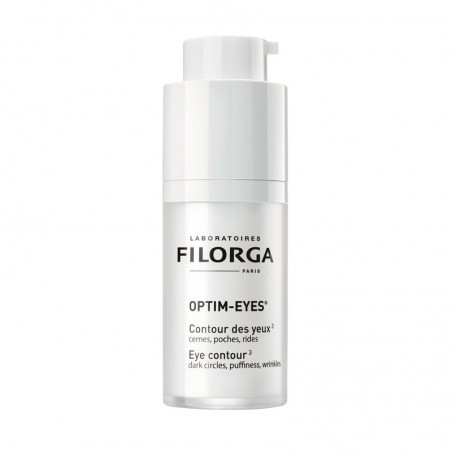 LABORATOIRES
FILORGA
PARIS
OPTIM-EYES®
Contour des yeux³
cernes, poches, rides
Eye contour³
dark circles, puffiness, wrinkles